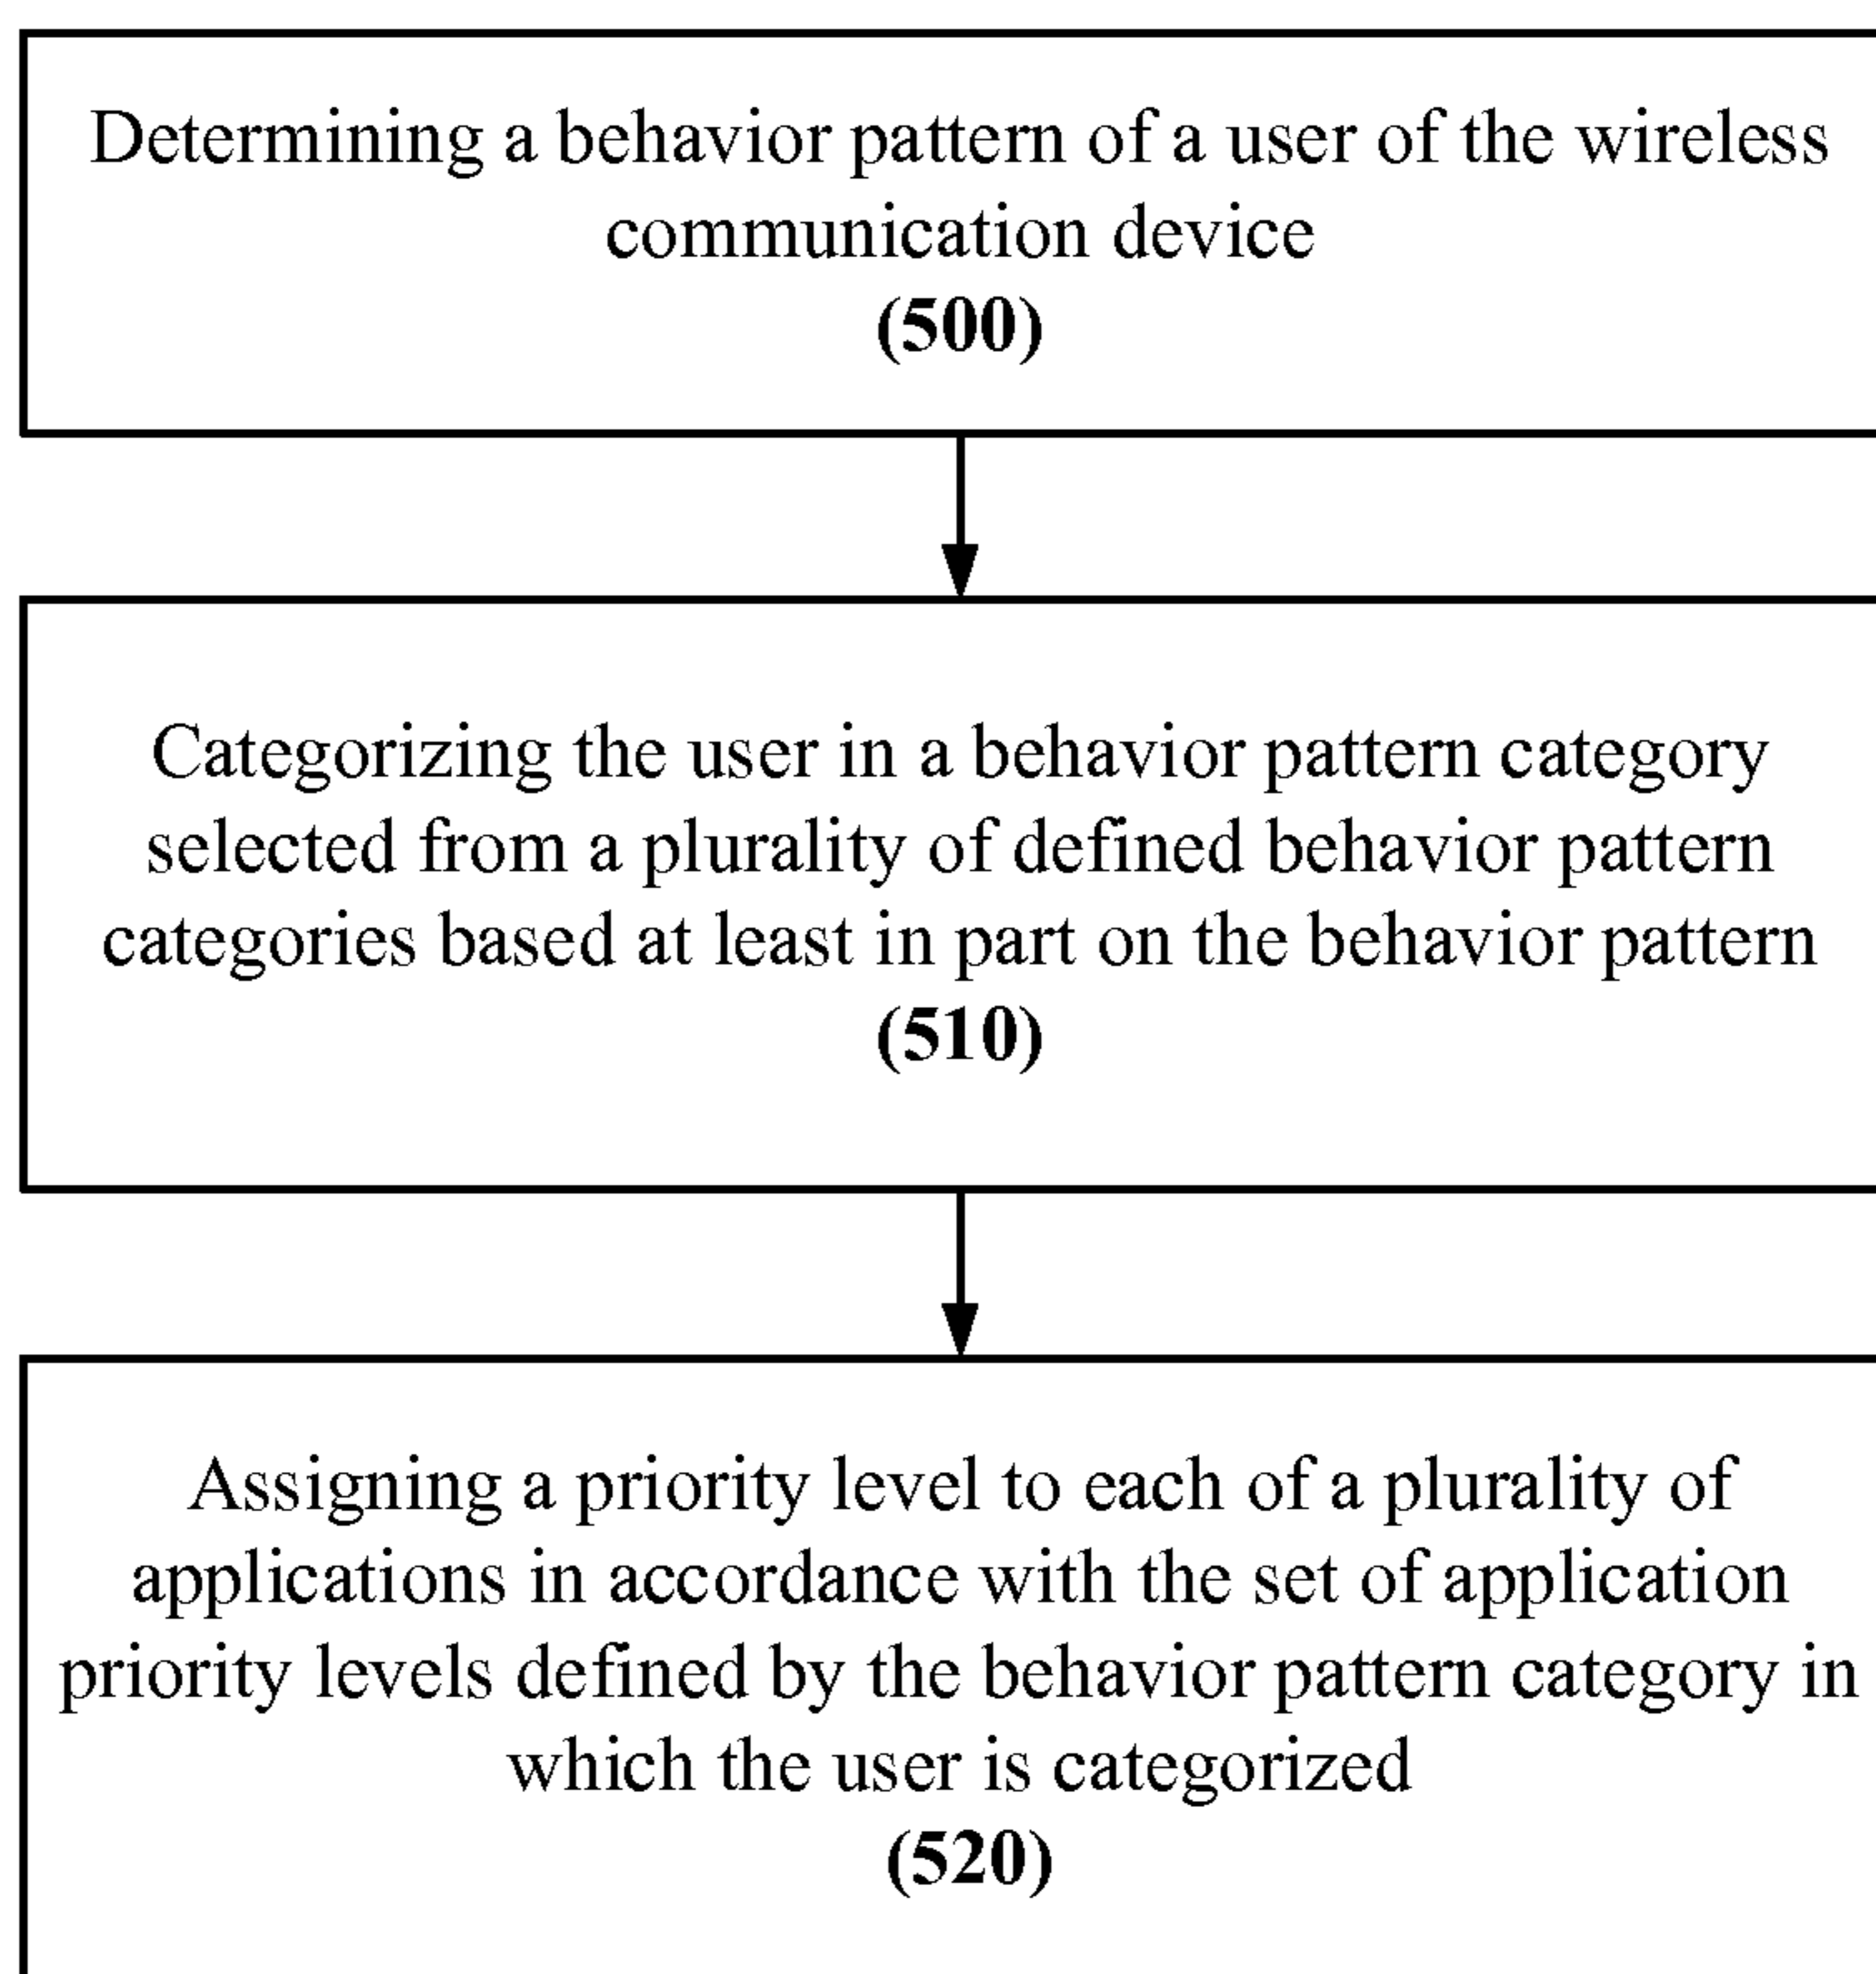 Determining a behavior pattern of a user of the wireless
communication device
(500)
Categorizing the user in a behavior pattern category
selected from a plurality of defined behavior pattern
categories based at least in part on the behavior pattern
(510)
Assigning a priority level to each of a plurality of
applications in accordance with the set of application
priority levels defined by the behavior pattern category in
which the user is categorized
(520)